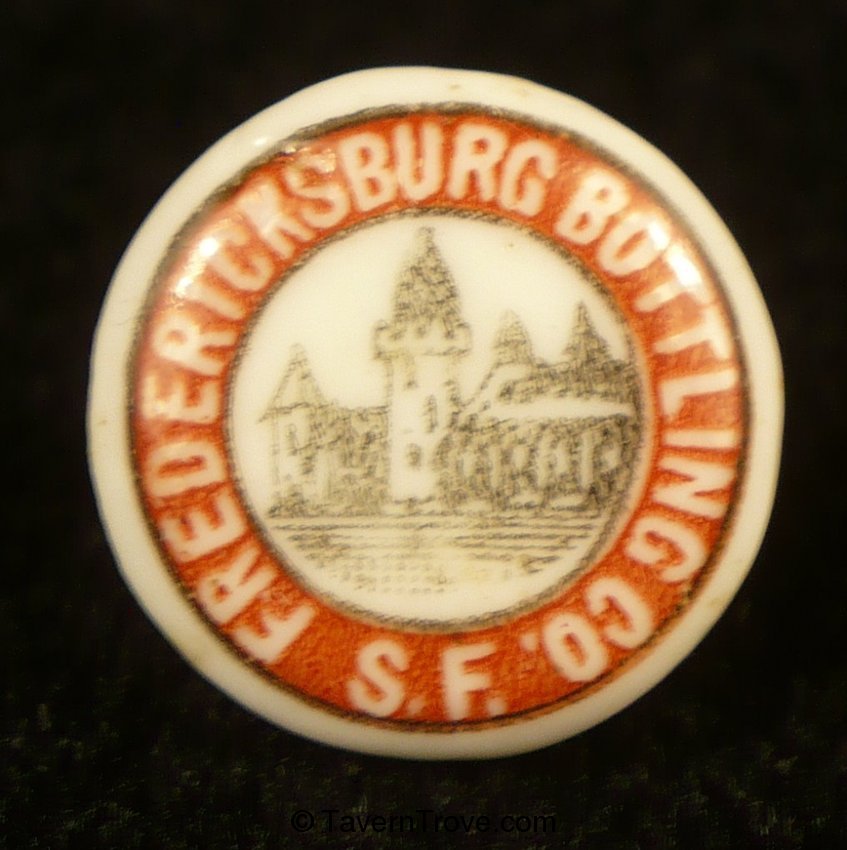 FREDERICKSBURG BOTTLING CO.
S.F.
© TavernTrove.com